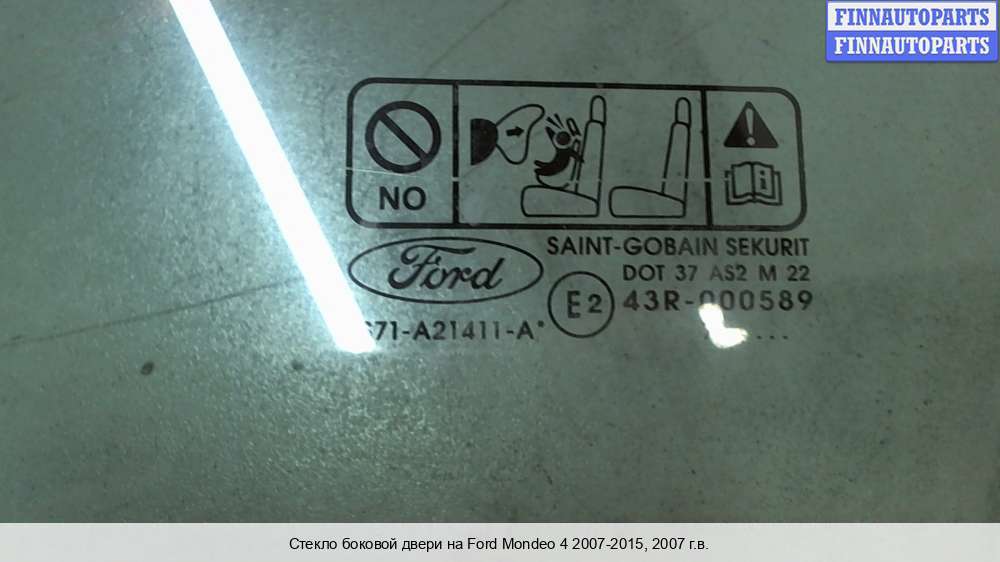 FINNAUTOPARTS
FINNAUTOPARTS
NO
Ford
SAINT-GOBAIN SEKURIT
DOT 37 AS2 M 22
E2
43R-000589
71-A21411-A
Стекло боковой двери на Ford Mondeo 4 2007-2015, 2007 г.в.